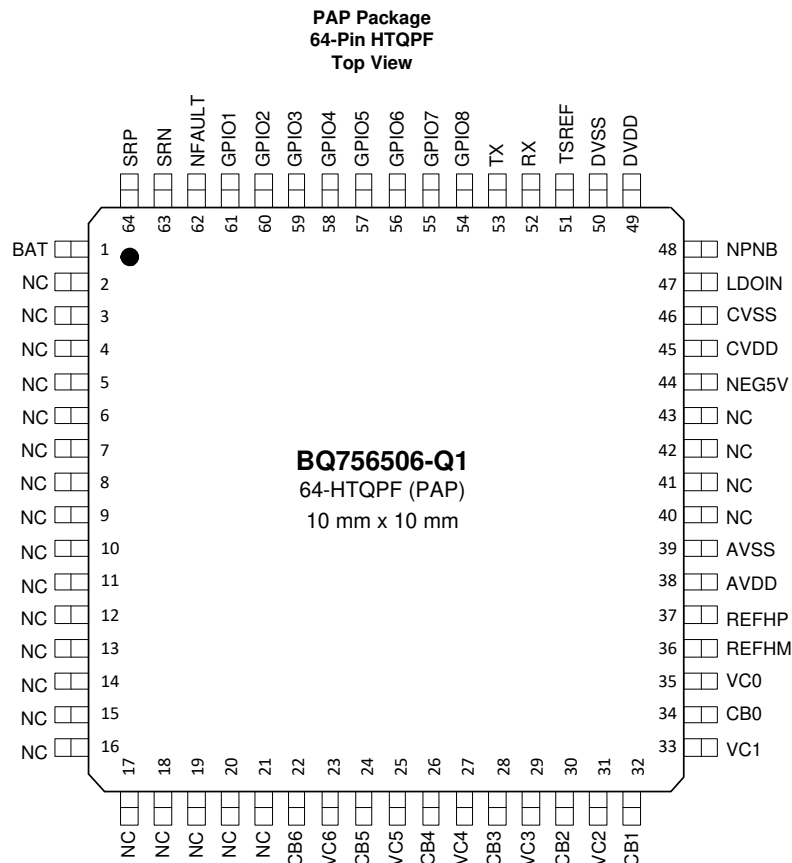 PAP Package
64-Pin HTQPF
Top View
SRP
SRN
NFAULT
GPIO1
GPIO2
GPIO3
GPIO4
GPIO5
GPIO6
GPIO7
GPIO8
TX
RX
TSREF
DVSS
DVDD
64
63
62
61
60
59
58
57
56
55
54
53
52
51
50
49
BAT 1
NC 2
NC 3
NC 4
NC 5
NC 6
NC 7
NC 8
NC 9
NC 10
NC 11
NC 12
NC 13
NC 14
NC 15
NC 16
BQ756506-Q1
64-HTQPF (PAP)
10 mm x 10 mm
48 NPNB
47 LDOIN
46 CVSS
45 CVDD
44 NEG5V
43 NC
42 NC
41 NC
40 NC
39 AVSS
38 AVDD
37 REFHP
36 REFHM
35 VC0
34 CB0
33 VC1
17
18
19
20
21
22
23
24
25
26
27
28
29
30
31
32
NC
NC
NC
NC
NC
CB6
VC6
CB5
VC5
CB4
VC4
CB3
VC3
CB2
VC2
CB1